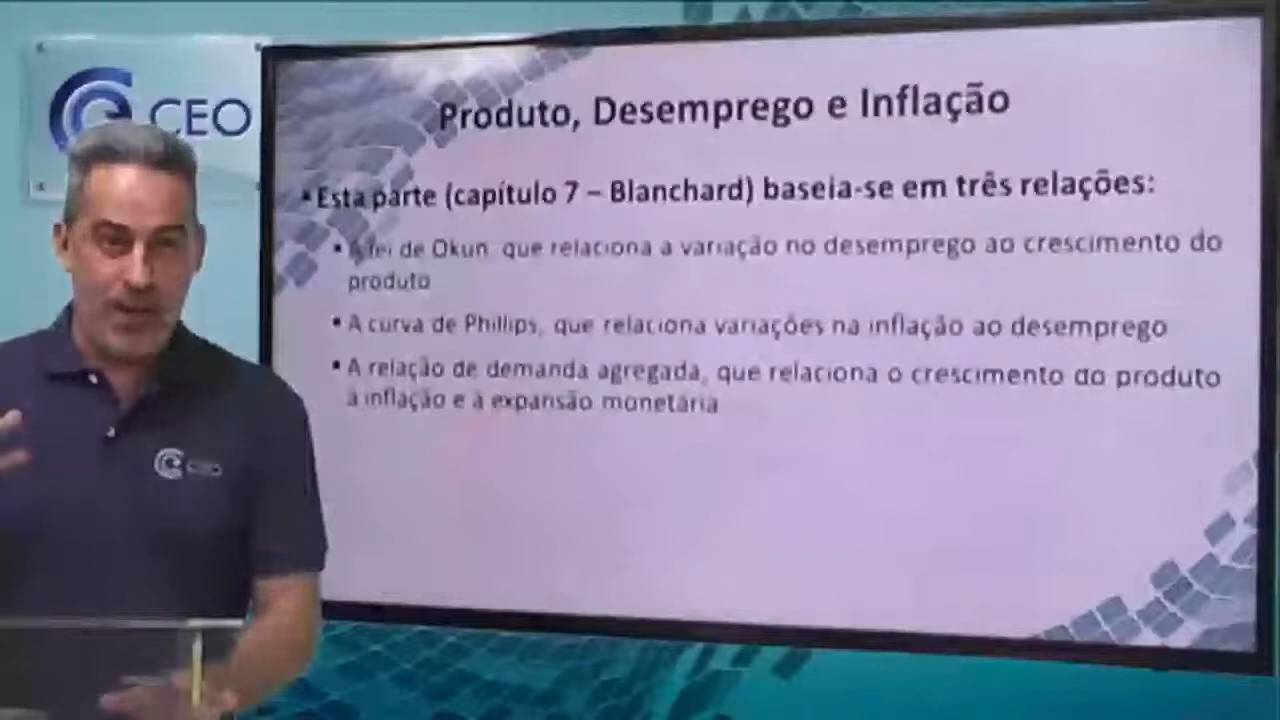 CEO
Produto, Desemprego e Inflação
▪ Esta parte (capítulo 7 – Blanchard) baseia-se em três relações:
▪ A lei de Okun, que relaciona a variação no desemprego ao crescimento do
produto
▪ A curva de Phillips, que relaciona variações na inflação ao desemprego
▪ A relação de demanda agregada, que relaciona o crescimento do produto
à inflação e à expansão monetária
CEO